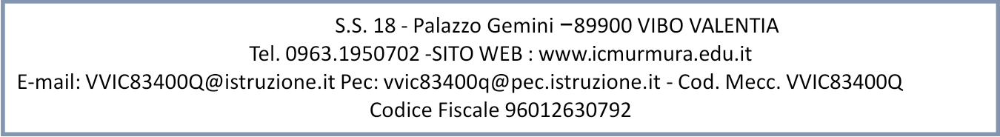 S.S. 18 - Palazzo Gemini –89900 VIBO VALENTIA
Tel. 0963.1950702 -SITO WEB : www.icmurmura.edu.it
E-mail: VVIC83400Q@istruzione.it Pec: vvic83400q@pec.istruzione.it - Cod. Mecc. VVIC83400Q
Codice Fiscale 96012630792